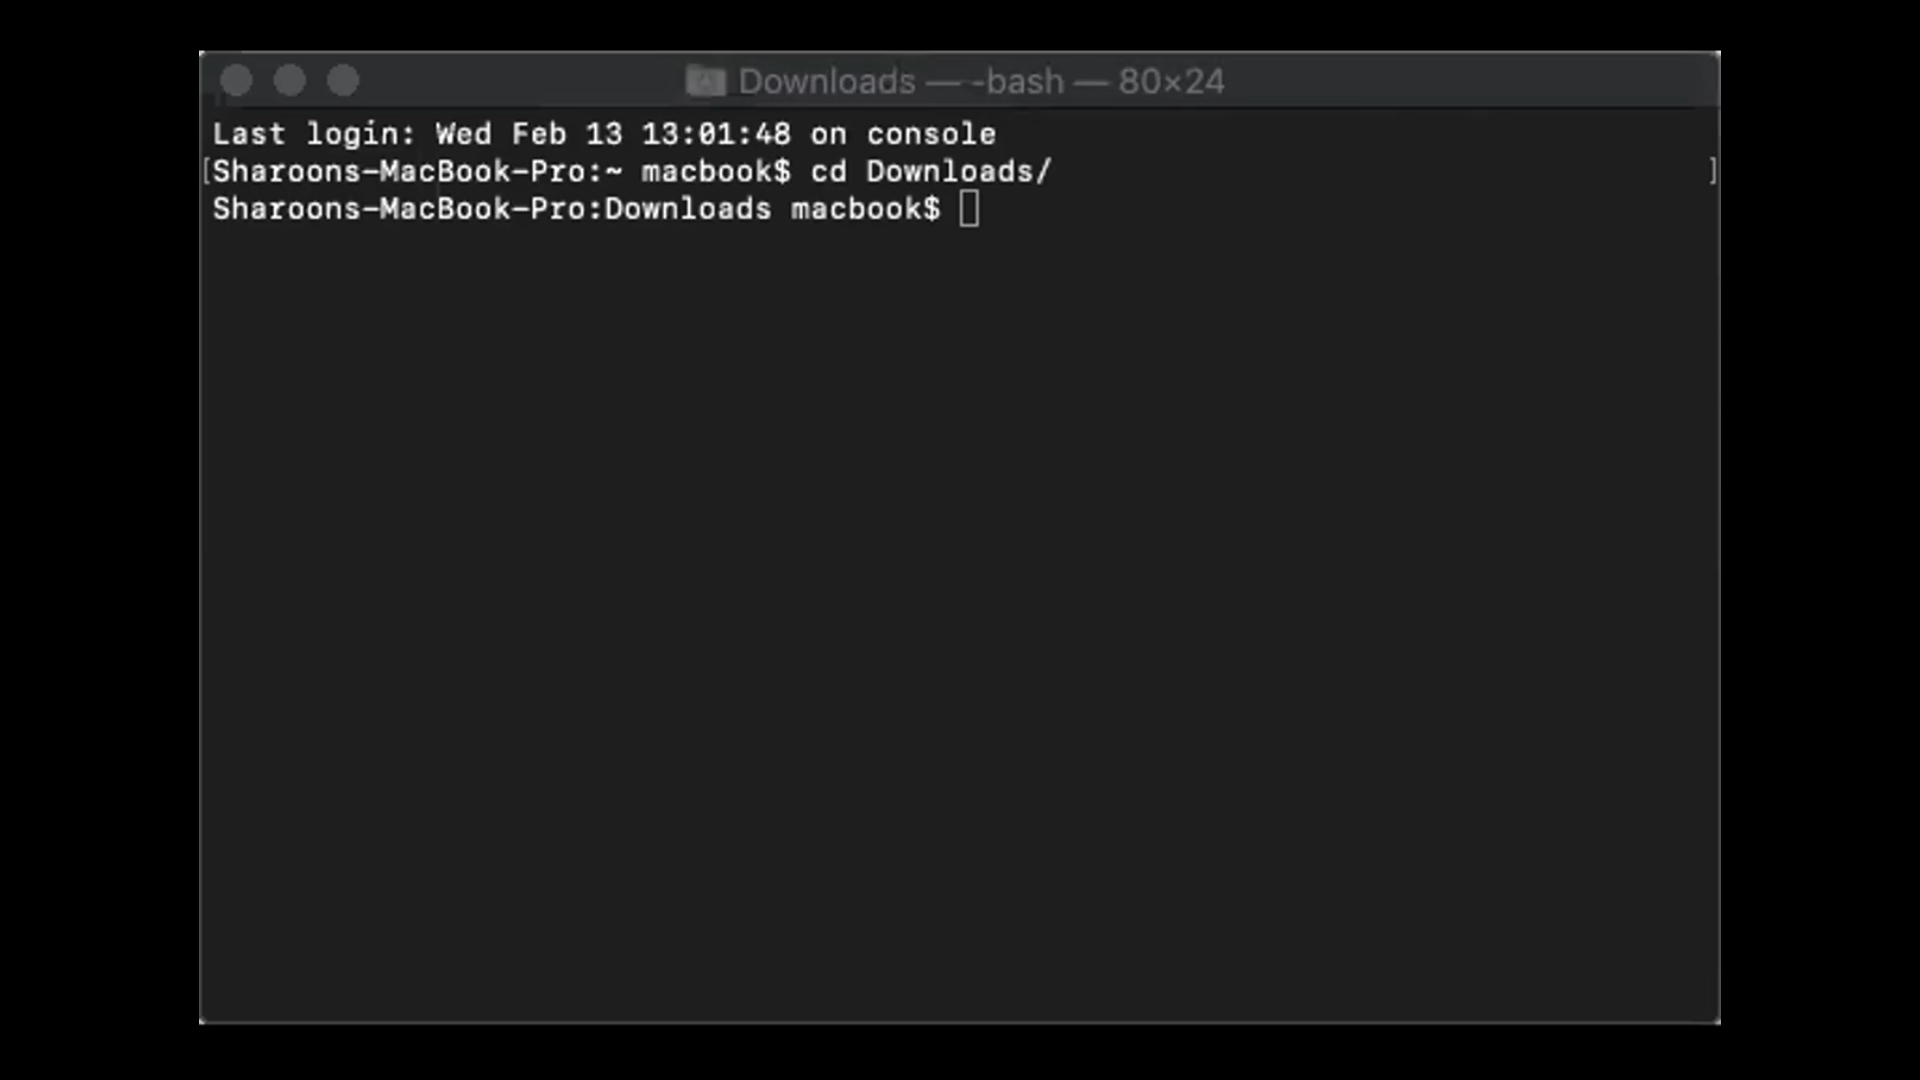 Downloads — -bash — 80×24
Last login: Wed Feb 13 13:01:48 on console
[Sharoons-MacBook-Pro:~ macbook$ cd Downloads/ ]
Sharoons-MacBook-Pro:Downloads macbook$